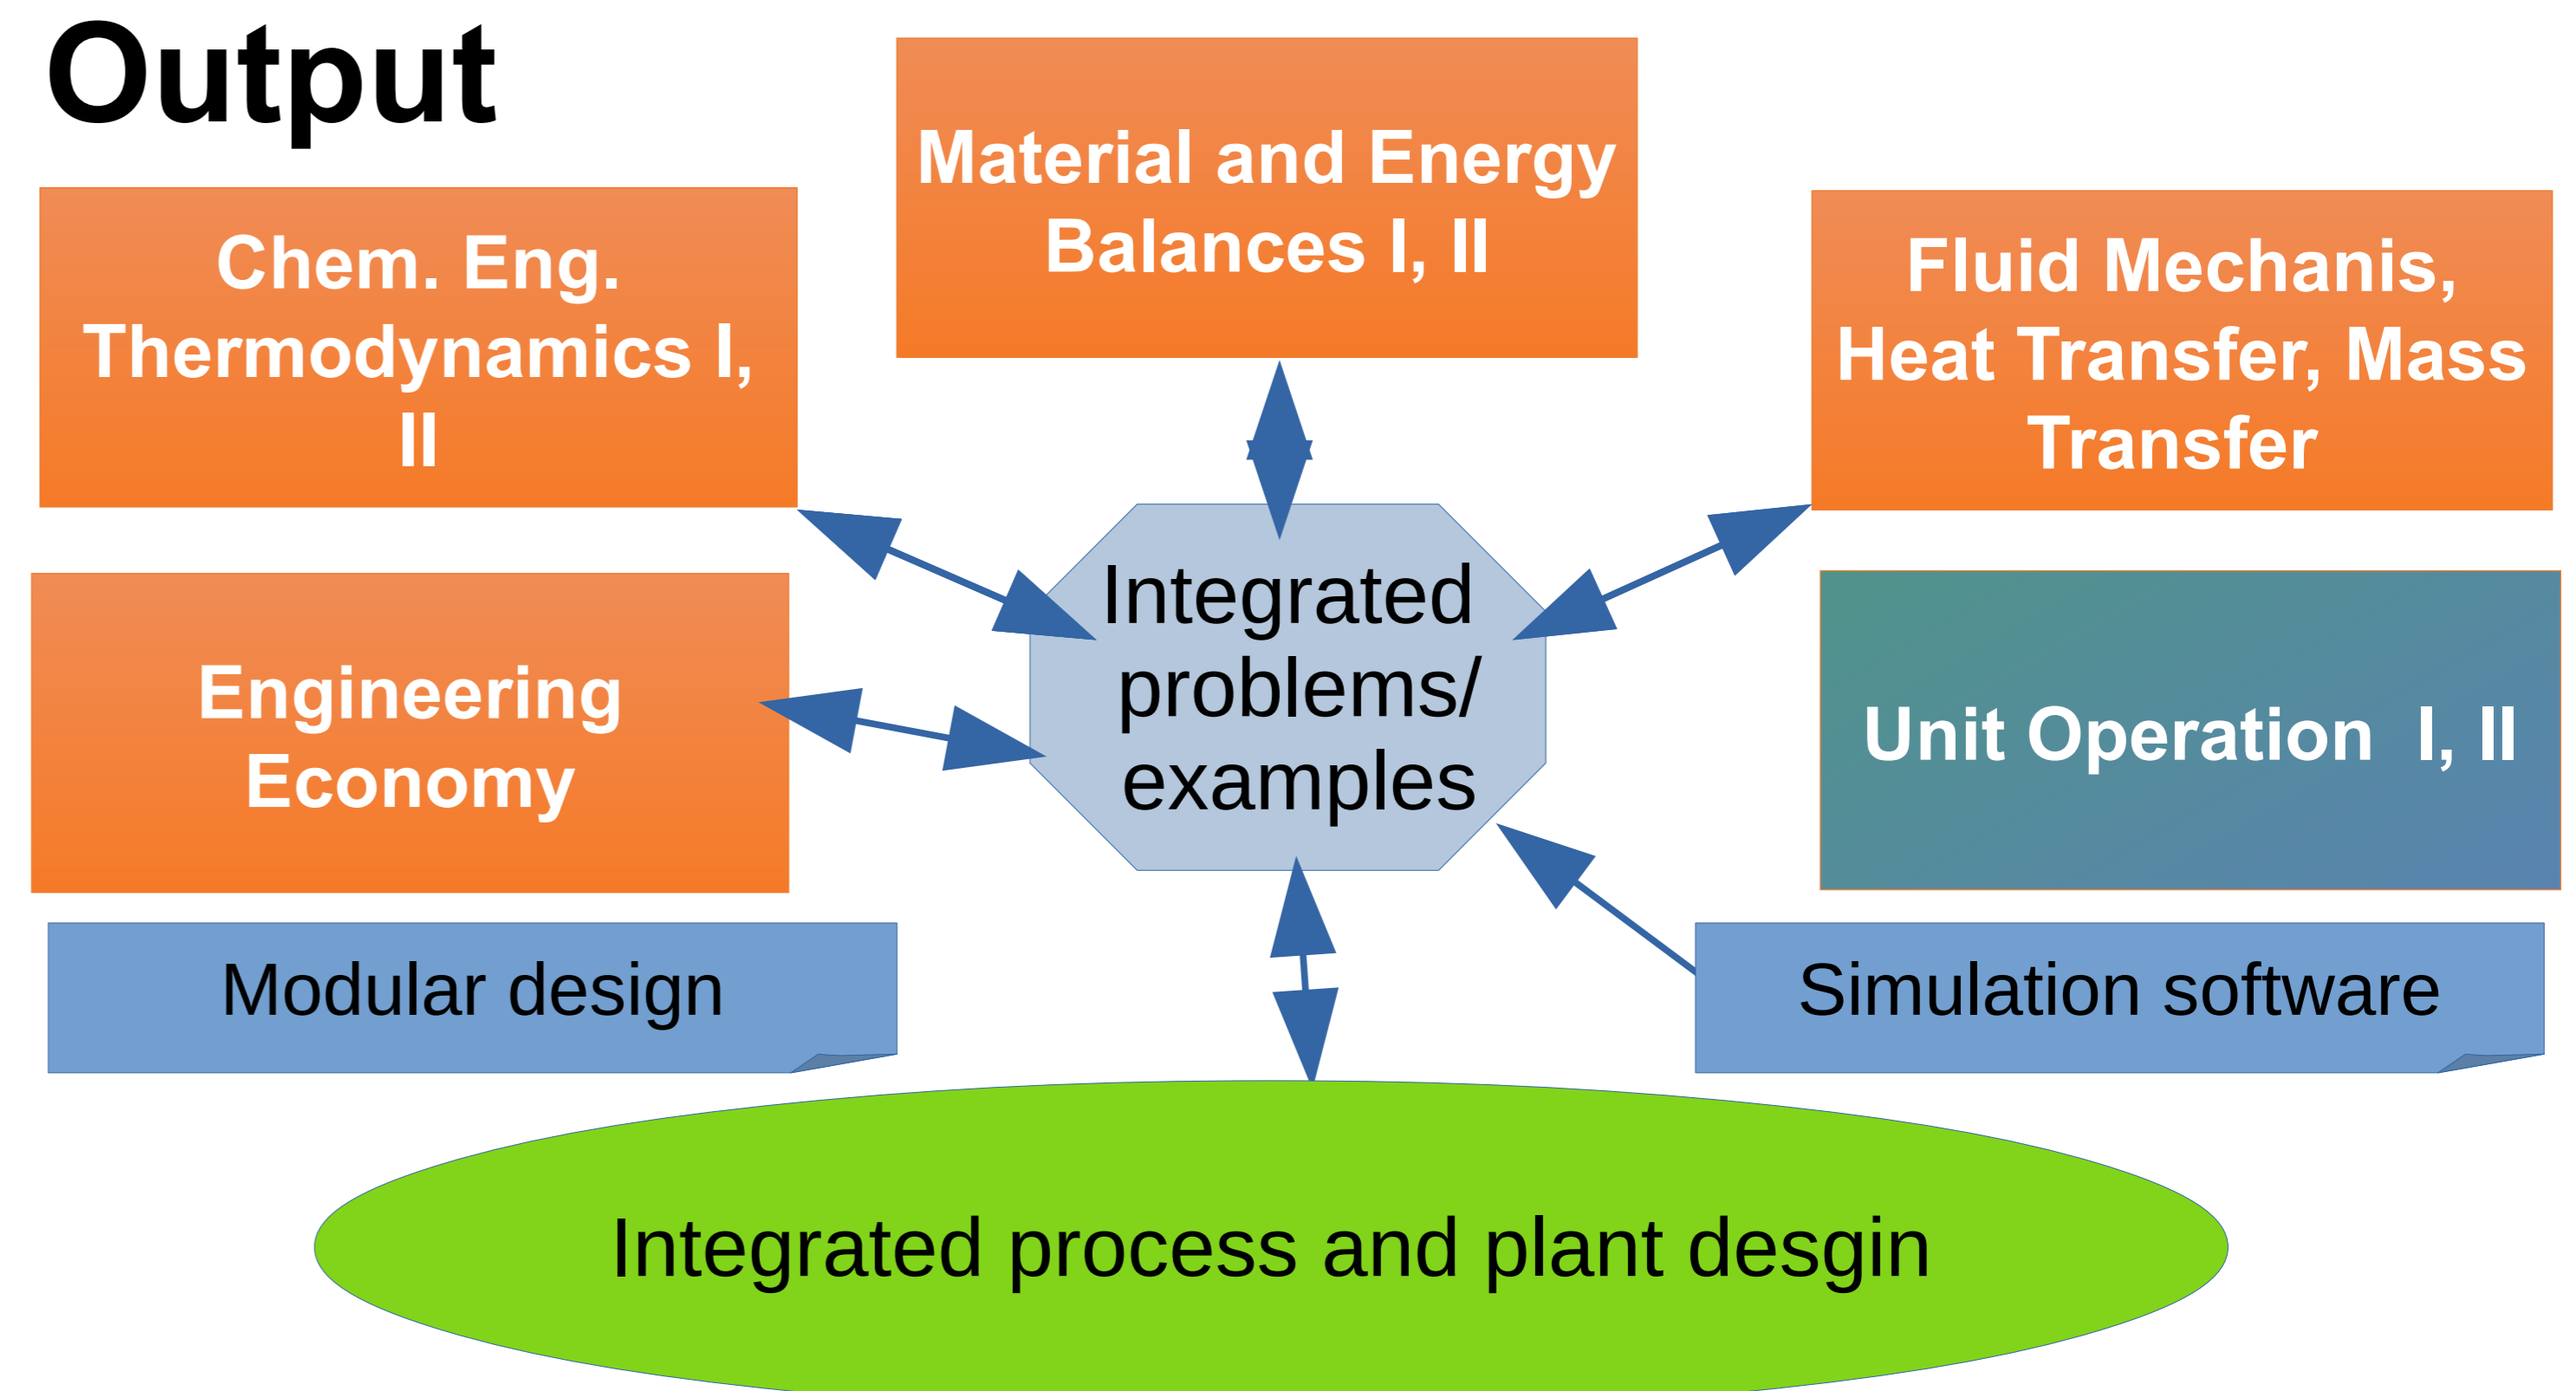 Output
Material and Energy
Balances I, II
Chem. Eng.
Thermodynamics I,
II
Fluid Mechanis,
Heat Transfer, Mass
Transfer
Integrated
problems/
examples
Engineering
Economy
Unit Operation  I, II
Modular design
Simulation software
Integrated process and plant desgin